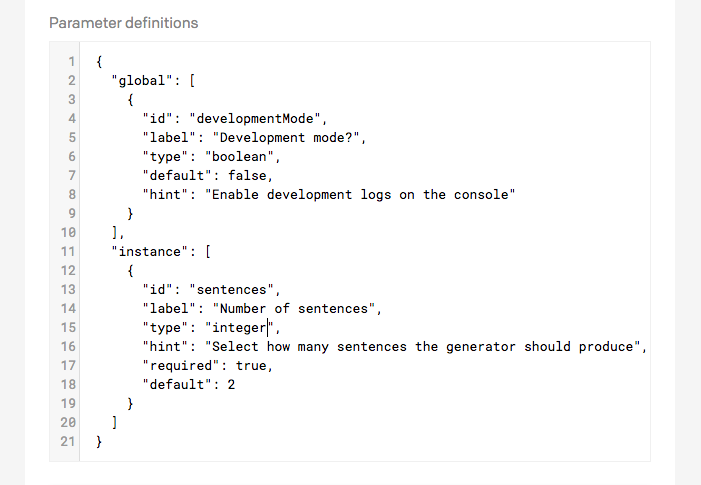 Parameter definitions
1 {
2 "global": [
3 {
4 "id": "developmentMode",
5 "label": "Development mode?",
6 "type": "boolean",
7 "default": false,
8 "hint": "Enable development logs on the console"
9 }
10 ],
11 "instance": [
12 {
13 "id": "sentences",
14 "label": "Number of sentences",
15 "type": "integer",
16 "hint": "Select how many sentences the generator should produce",
17 "required": true,
18 "default": 2
19 }
20 ]
21 }